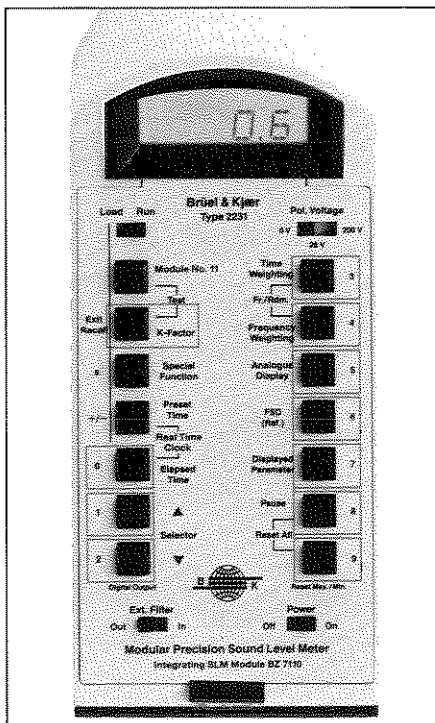 0.6
Brüel & Kjær
Type 2231
Load Run
Pol. Voltage
0 V 200 V
28 V
Module No. 11
Test
Exit
Recall
K-Factor
Special
Function
+/−
Preset
Time
Real Time
Clock
0
Elapsed
Time
1
▲
Selector
2
▼
Digital Output
Time
Weighting
3
Fr./Rdm.
Frequency
Weighting
4
Analogue
Display
5
FSD
(Ref.)
6
Displayed
Parameter
7
Pause
8
Reset All
9
Reset Max. / Min.
B K
Ext. Filter
Out In
Power
Off On
Modular Precision Sound Level Meter
Integrating SLM Module BZ 7110